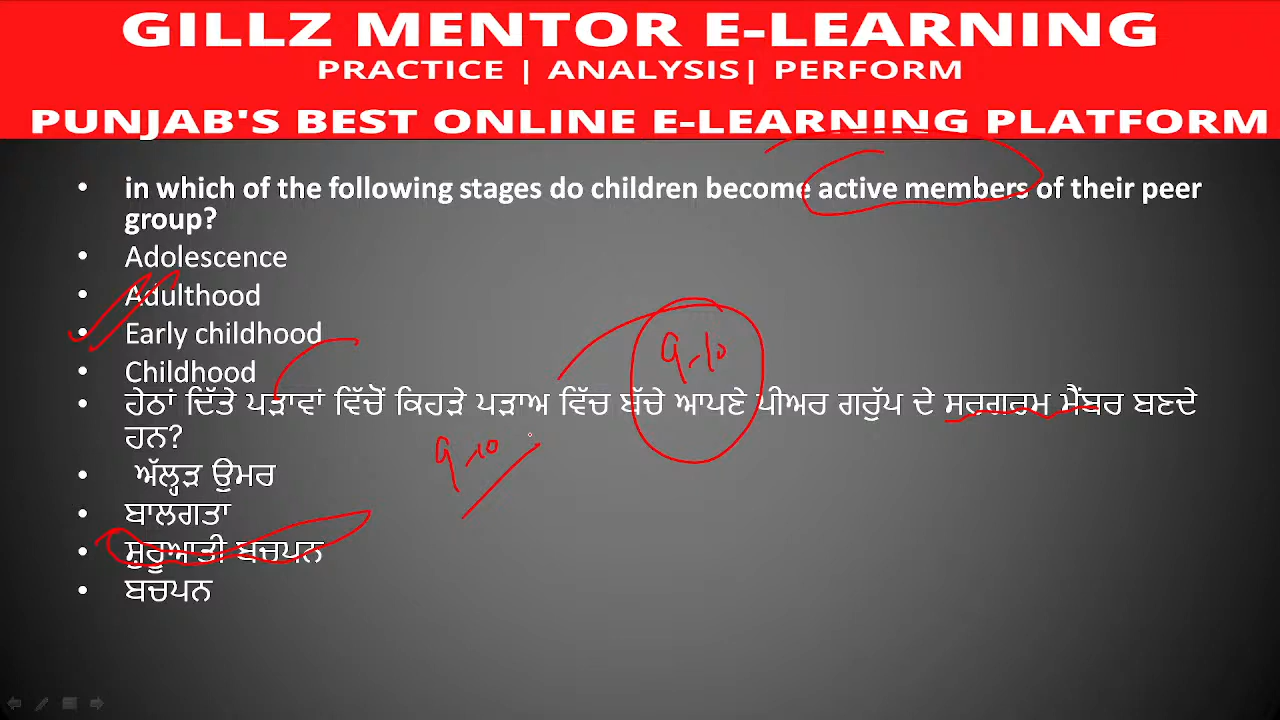 GILLZ MENTOR E-LEARNING
PRACTICE | ANALYSIS| PERFORM
PUNJAB'S BEST ONLINE E-LEARNING PLATFORM
• in which of the following stages do children become active members of their peer
group?
• Adolescence
• Adulthood
• Early childhood
• Childhood
9-10
• ਹੇਠਾਂ ਦਿੱਤੇ ਪੜਾਵਾਂ ਵਿੱਚੋਂ ਕਿਹੜੇ ਪੜਾਅ ਵਿੱਚ ਬੱਚੇ ਆਪਣੇ ਪੀਅਰ ਗਰੁੱਪ ਦੇ ਸਰਗਰਮ ਮੈਂਬਰ ਬਣਦੇ
ਹਨ?
9-10
• ਅੱਲ੍ਹੜ ਉਮਰ
• ਬਾਲਗਤਾ
• ਸ਼ੁਰੂਆਤੀ ਬਚਪਨ
• ਬਚਪਨ